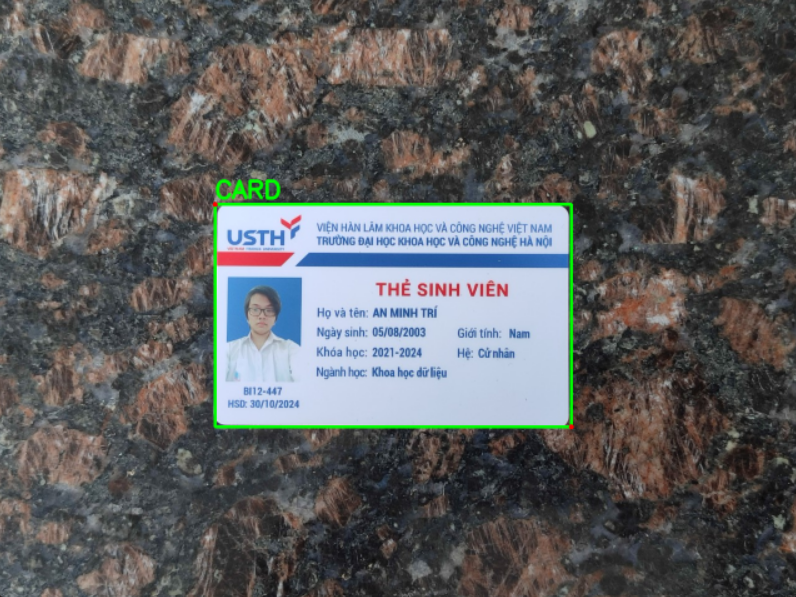 CARD
USTH
VIỆN HÀN LÂM KHOA HỌC VÀ CÔNG NGHỆ VIỆT NAM
TRƯỜNG ĐẠI HỌC KHOA HỌC VÀ CÔNG NGHỆ HÀ NỘI
THẺ SINH VIÊN
Họ và tên: AN MINH TRÍ
Ngày sinh: 05/08/2003 Giới tính: Nam
Khóa học: 2021-2024 Hệ: Cử nhân
Ngành học: Khoa học dữ liệu
BI12-447
HSD: 30/10/2024